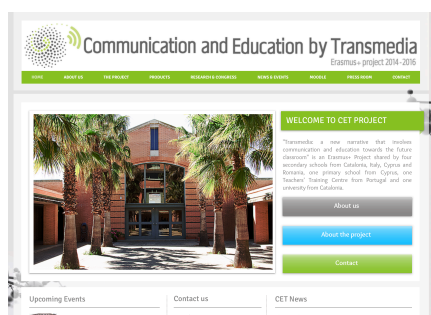 Communication and Education by Transmedia
Erasmus+ project 2014-2016
HOME ABOUT US THE PROJECT PRODUCTS RESEARCH & CONGRESS NEWS & EVENTS MOODLE PRESS ROOM CONTACT
WELCOME TO CET PROJECT
"Transmedia a new narrative that involves
communication and education towards the future
classroom" is an Erasmus+ Project shared by four
secondary schools from Catalonia, Italy, Cyprus and
Romania, one primary school from Cyprus, one
Teachers' Training Centre from Portugal and one
university from Catalonia.
About us
About the project
Contact
Upcoming Events Contact us CET News